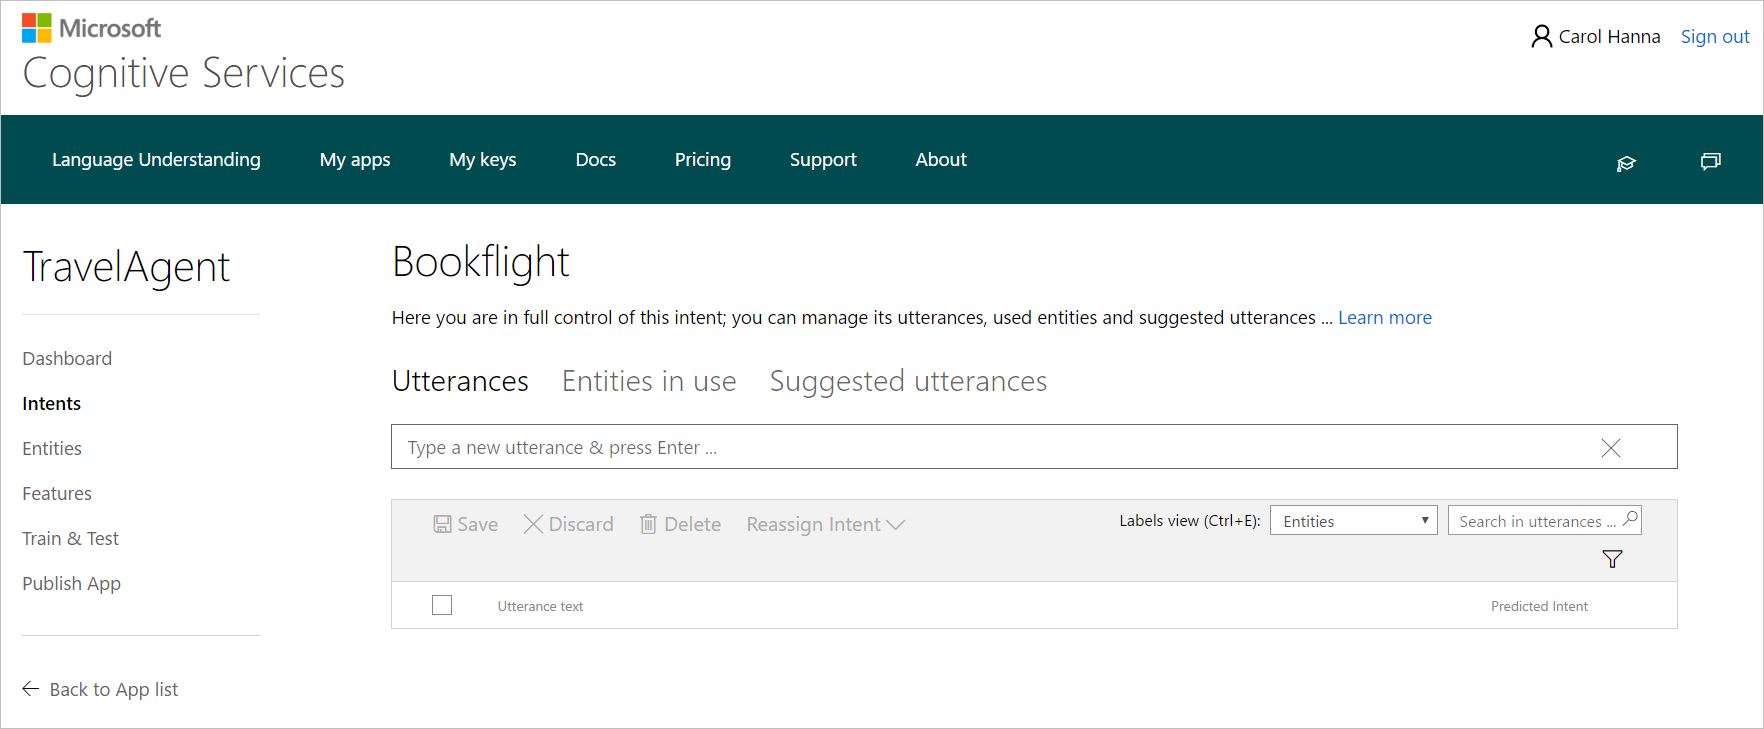 Microsoft
Cognitive Services
Carol Hanna Sign out
Language Understanding My apps My keys Docs Pricing Support About
TravelAgent
Dashboard
Intents
Entities
Features
Train & Test
Publish App
Back to App list
Bookflight
Here you are in full control of this intent; you can manage its utterances, used entities and suggested utterances ... Learn more
Utterances Entities in use Suggested utterances
Type a new utterance & press Enter ...
Save Discard Delete Reassign Intent Labels view (Ctrl+E): Entities Search in utterances ...
Utterance text Predicted Intent